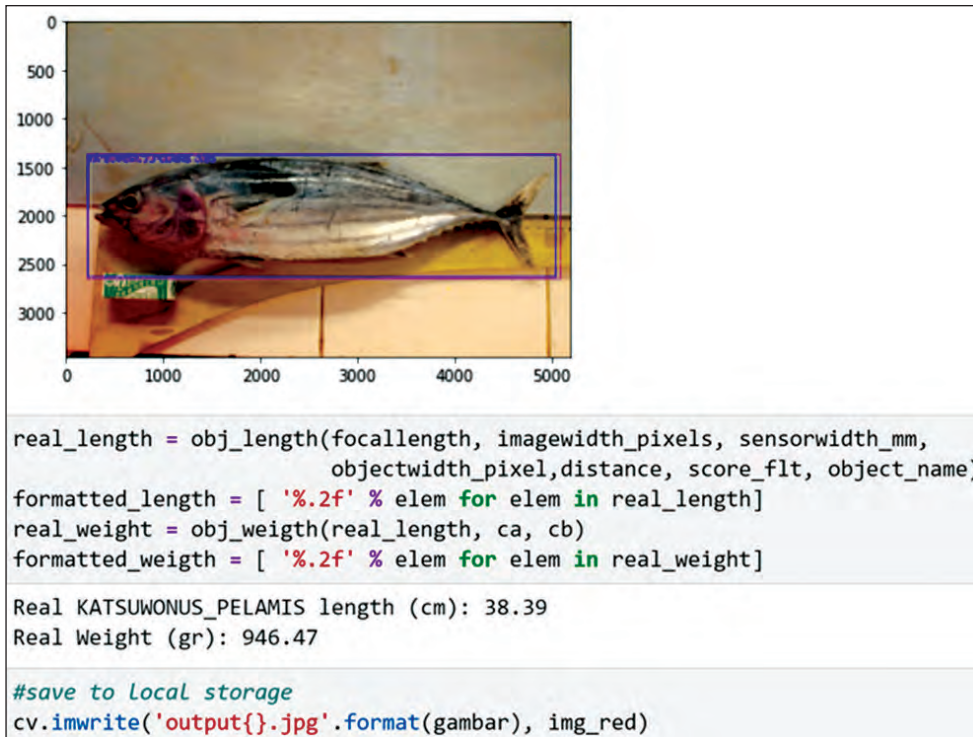 0
500
1000
1500
2000
2500
3000
0 1000 2000 3000 4000 5000
real_length = obj_length(focallength, imagewidth_pixels, sensorwidth_mm,
objectwidth_pixel,distance, score_flt, object_name)
formatted_length = [ '%.2f' % elem for elem in real_length]
real_weight = obj_weigth(real_length, ca, cb)
formatted_weigth = [ '%.2f' % elem for elem in real_weight]
Real KATSUWONUS_PELAMIS length (cm): 38.39
Real Weight (gr): 946.47
#save to local storage
cv.imwrite('output{}.jpg'.format(gambar), img_red)